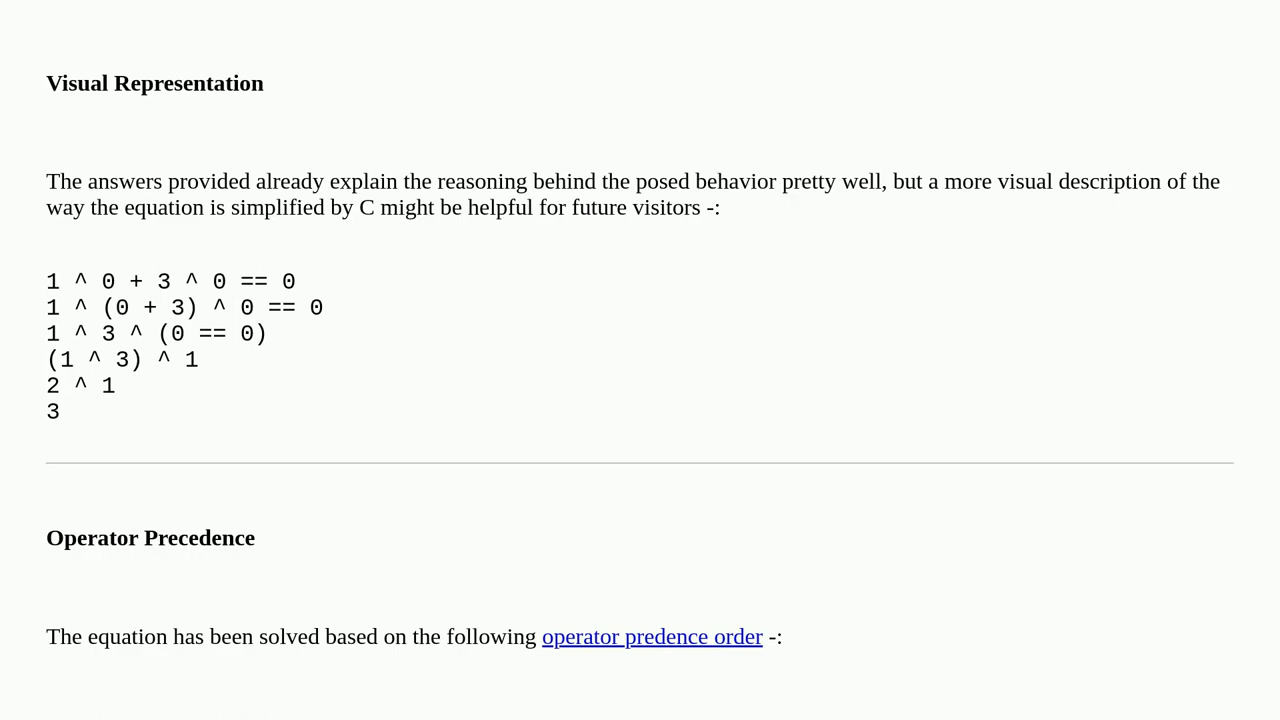 Visual Representation
The answers provided already explain the reasoning behind the posed behavior pretty well, but a more visual description of the
way the equation is simplified by C might be helpful for future visitors -:
1 ^ 0 + 3 ^ 0 == 0
1 ^ (0 + 3) ^ 0 == 0
1 ^ 3 ^ (0 == 0)
(1 ^ 3) ^ 1
2 ^ 1
3
Operator Precedence
The equation has been solved based on the following operator predence order -: